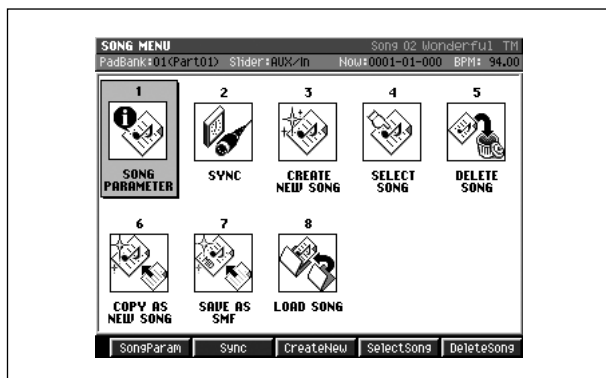 SONG MENU Song 02 Wonderful TM
PadBank:01(Part01) Slider:AUX/In Now:0001-01-000 BPM: 94.00
1 2 3 4 5
SONG PARAMETER
SYNC
CREATE NEW SONG
SELECT SONG
DELETE SONG
6 7 8
COPY AS NEW SONG
SAVE AS SMF
LOAD SONG
SongParam Sync CreateNew SelectSong DeleteSong